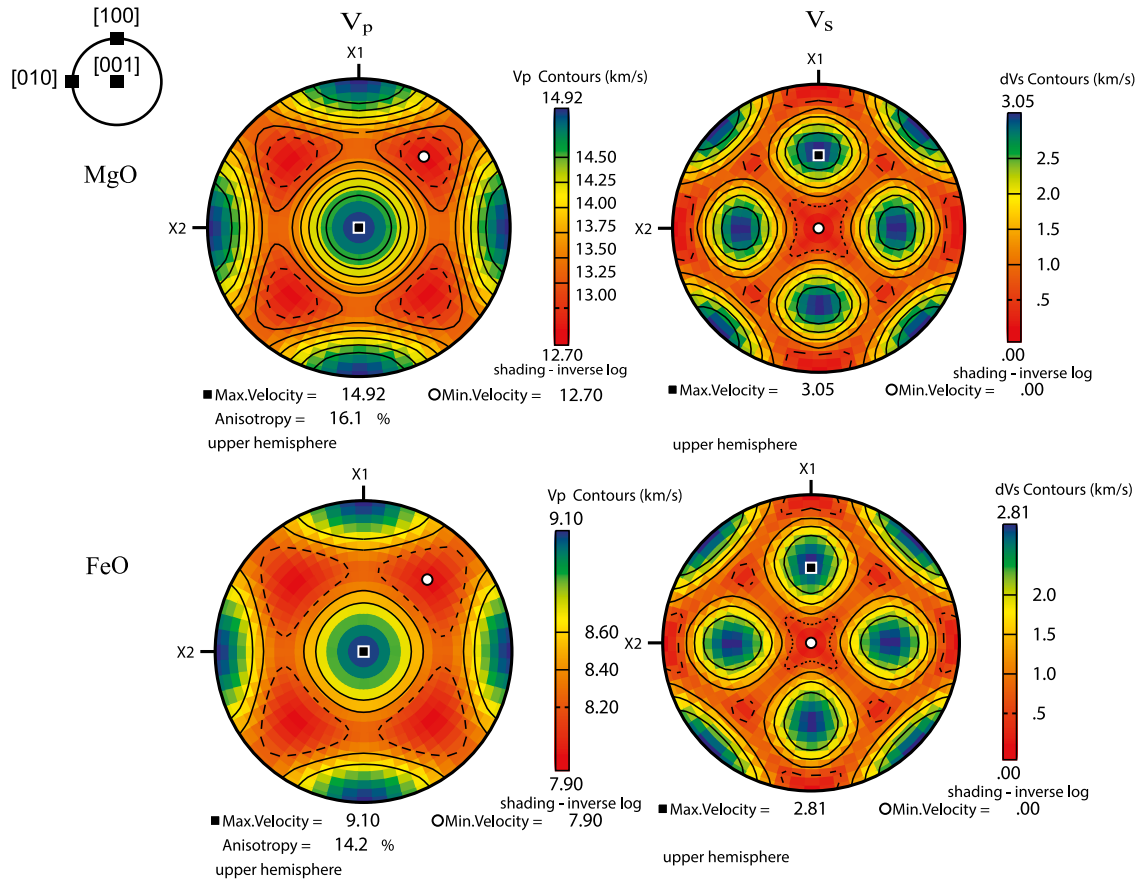 [100]
[010]
[001]
MgO
Vp
X1
X2
Vp Contours (km/s)
14.92
14.50
14.25
14.00
13.50
13.25
13.00
12.70
shading - inverse log
Max.Velocity = 14.92 Min.Velocity = 12.70
Anisotropy = 16.1 %
upper hemisphere
Vs
X1
X2
dVs Contours (km/s)
3.05
2.5
2.0
1.0
.5
.00
shading - inverse log
Max.Velocity = 3.05 Min.Velocity = .00
upper hemisphere
FeO
X1
X2
Vp Contours (km/s)
9.10
8.60
8.40
8.20
7.90
shading - inverse log
Max.Velocity = 9.10 Min.Velocity = 7.90
Anisotropy = 14.2 %
upper hemisphere
X1
X2
dVs Contours (km/s)
2.81
2.0
1.5
1.0
.5
.00
shading - inverse log
Max.Velocity = 2.81 Min.Velocity = .00
upper hemisphere